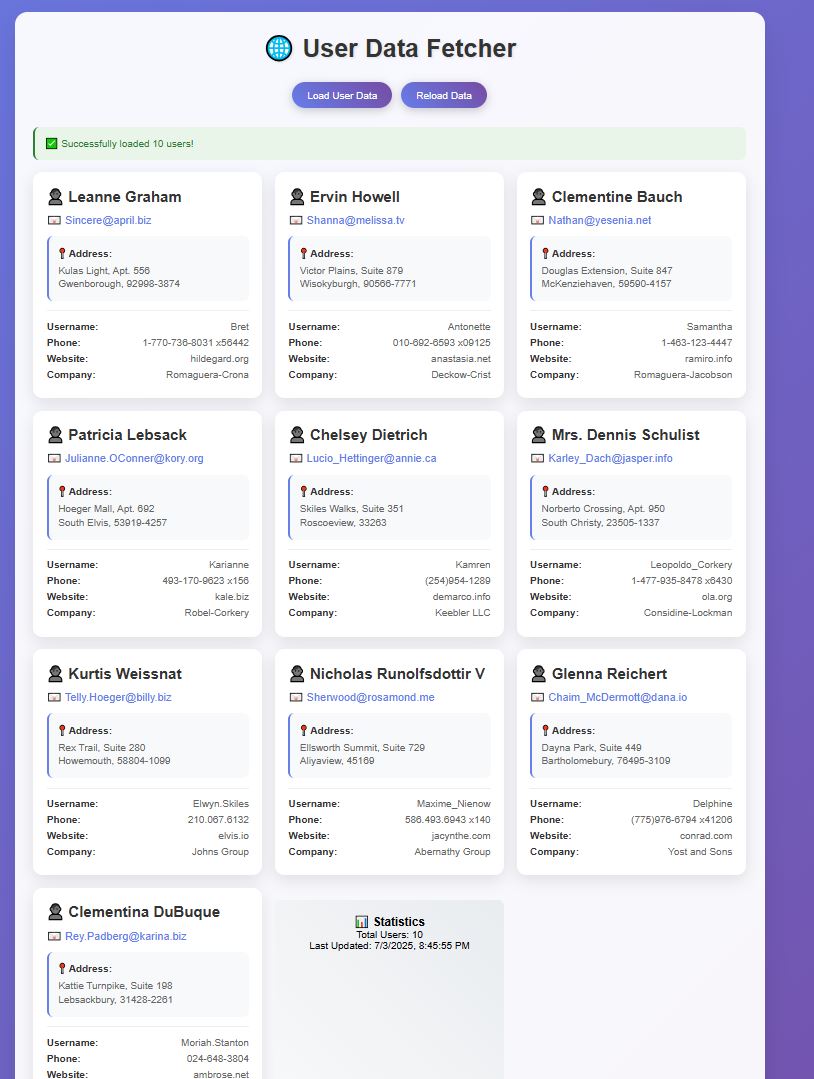 User Data Fetcher
Load User Data
Reload Data
Successfully loaded 10 users!
Leanne Graham
Sincere@april.biz
Address:
Kulas Light, Apt. 556
Gwenborough, 92998-3874
Username: Bret
Phone: 1-770-736-8031 x56442
Website: hildegard.org
Company: Romaguera-Crona
Ervin Howell
Shanna@melissa.tv
Address:
Victor Plains, Suite 879
Wisokyburgh, 90566-7771
Username: Antonette
Phone: 010-692-6593 x09125
Website: anastasia.net
Company: Deckow-Crist
Clementine Bauch
Nathan@yesenia.net
Address:
Douglas Extension, Suite 847
McKenziehaven, 59590-4157
Username: Samantha
Phone: 1-463-123-4447
Website: ramiro.info
Company: Romaguera-Jacobson
Patricia Lebsack
Julianne.OConner@kory.org
Address:
Hoeger Mall, Apt. 692
South Elvis, 53919-4257
Username: Karianne
Phone: 493-170-9623 x156
Website: kale.biz
Company: Robel-Corkery
Chelsey Dietrich
Lucio_Hettinger@annie.ca
Address:
Skiles Walks, Suite 351
Roscoeview, 33263
Username: Kamren
Phone: (254)954-1289
Website: demarco.info
Company: Keebler LLC
Mrs. Dennis Schulist
Karley_Dach@jasper.info
Address:
Norberto Crossing, Apt. 950
South Christy, 23505-1337
Username: Leopoldo_Corkery
Phone: 1-477-935-8478 x6430
Website: ola.org
Company: Considine-Lockman
Kurtis Weissnat
Telly.Hoeger@billy.biz
Address:
Rex Trail, Suite 280
Howemouth, 58804-1099
Username: Elwyn.Skiles
Phone: 210.067.6132
Website: elvis.io
Company: Johns Group
Nicholas Runolfsdottir V
Sherwood@rosamond.me
Address:
Ellsworth Summit, Suite 729
Aliyaview, 45169
Username: Maxime_Nienow
Phone: 586.493.6943 x140
Website: jacynthe.com
Company: Abernathy Group
Glenna Reichert
Chaim_McDermott@dana.io
Address:
Dayna Park, Suite 449
Bartholomebury, 76495-3109
Username: Delphine
Phone: (775)976-6794 x41206
Website: conrad.com
Company: Yost and Sons
Clementina DuBuque
Rey.Padberg@karina.biz
Address:
Kattie Turnpike, Suite 198
Lebsackbury, 31428-2261
Username: Moriah.Stanton
Phone: 024-648-3804
Website: ambrose.net
Statistics
Total Users: 10
Last Updated: 7/3/2025, 8:45:55 PM